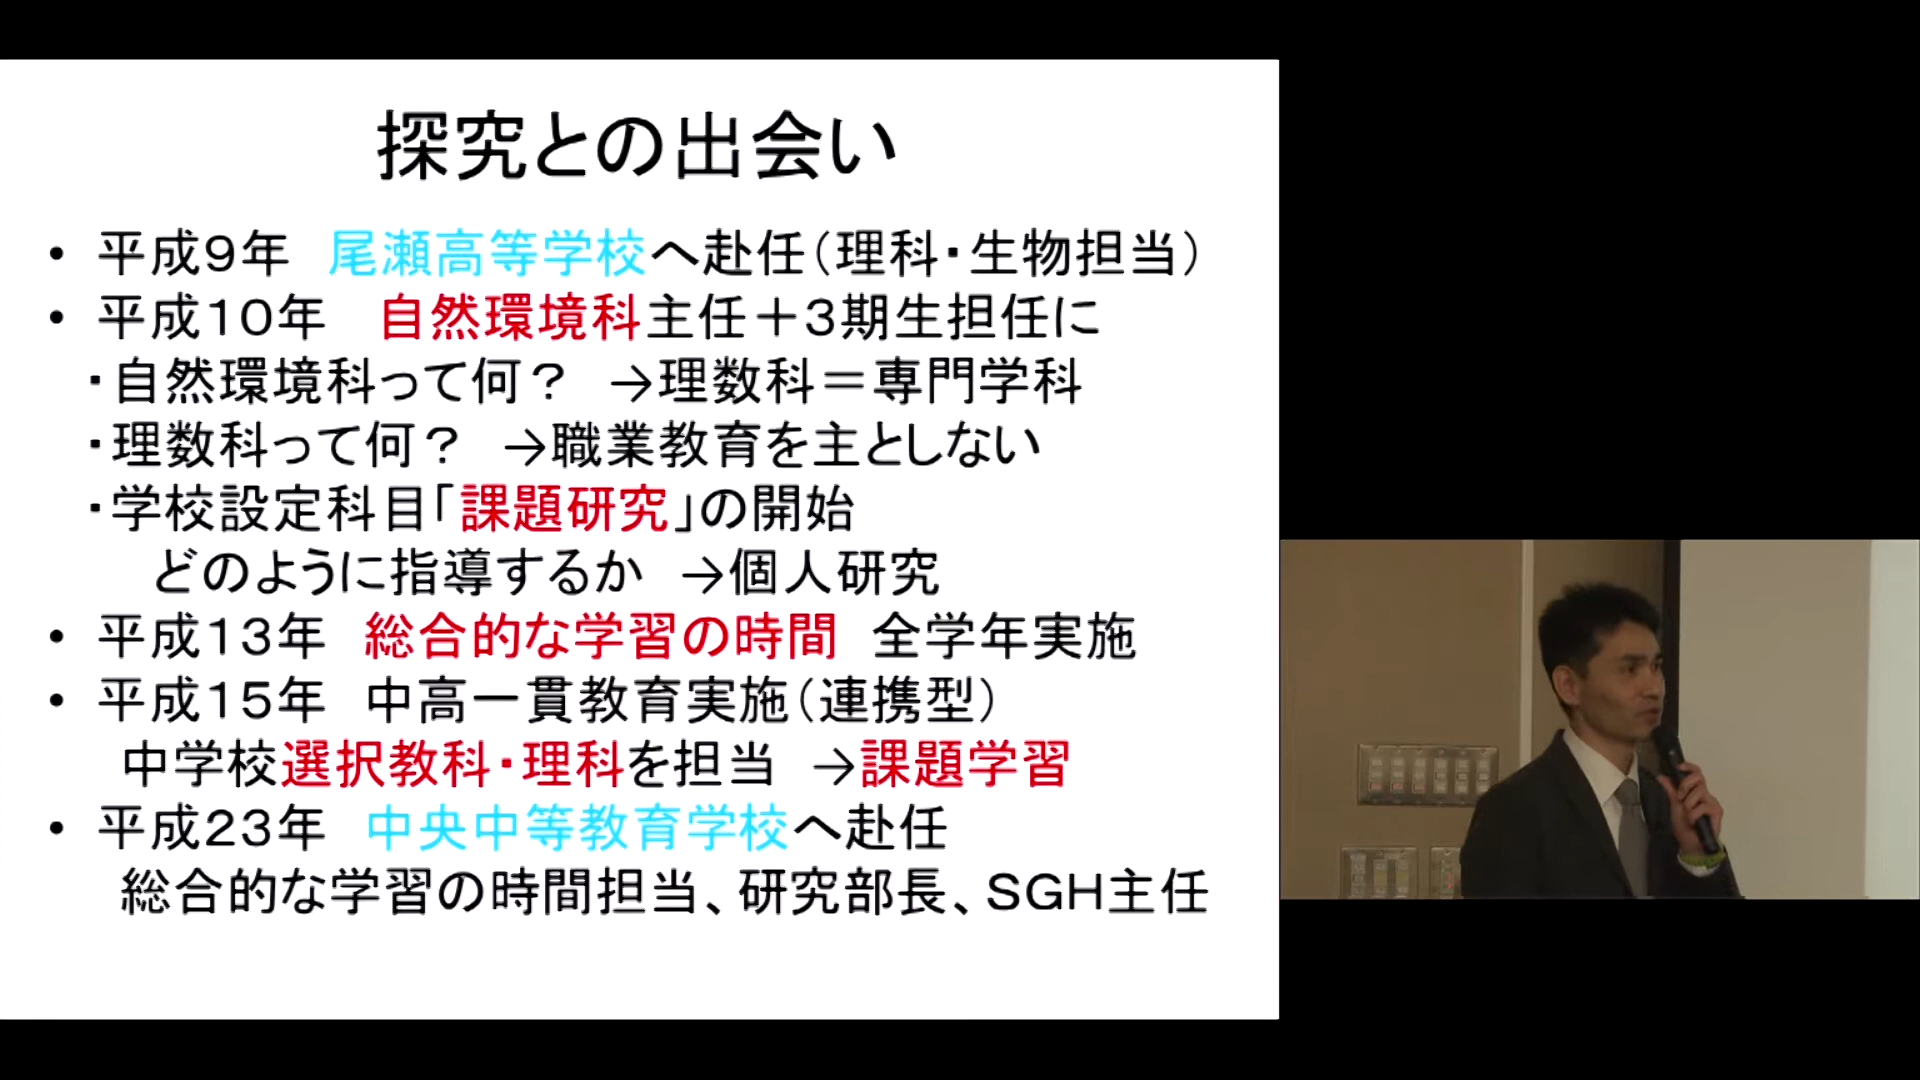 探究との出会い
• 平成9年　尾瀬高等学校へ赴任(理科・生物担当)
• 平成10年　自然環境科主任+3期生担任に
・自然環境科って何?　→理数科=専門学科
・理数科って何?　→職業教育を主としない
・学校設定科目「課題研究」の開始
どのように指導するか　→個人研究
• 平成13年　総合的な学習の時間　全学年実施
• 平成15年　中高一貫教育実施(連携型)
中学校選択教科・理科を担当　→課題学習
• 平成23年　中央中等教育学校へ赴任
総合的な学習の時間担当、研究部長、SGH主任